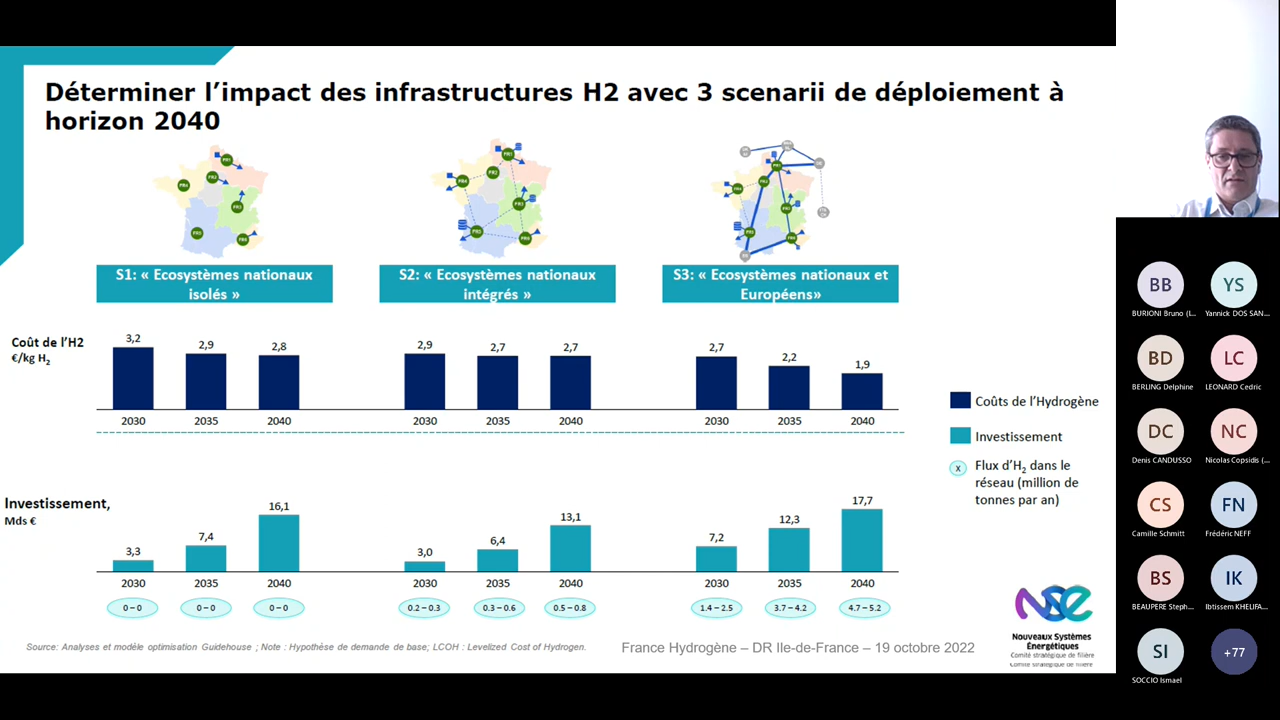 Déterminer l'impact des infrastructures H2 avec 3 scenarii de déploiement à
horizon 2040
S1: « Ecosystèmes nationaux
isolés »
S2: « Ecosystèmes nationaux
intégrés »
S3: « Ecosystèmes nationaux et
Européens»
Coût de l'H2
€/kg H2
3,2
2,9
2,8
2,9
2,7
2,7
2,7
2,2
1,9
2030
2035
2040
2030
2035
2040
2030
2035
2040
Coûts de l'Hydrogène
Investissement
x
Flux d'H2 dans le
réseau (million de
tonnes par an)
Investissement,
Mds €
3,3
7,4
16,1
3,0
6,4
13,1
7,2
12,3
17,7
2030
2035
2040
2030
2035
2040
2030
2035
2040
0 – 0
0 – 0
0 – 0
0.2 – 0.3
0.3 – 0.6
0.5 – 0.8
1.4 – 2.5
3.7 – 4.2
4.7 – 5.2
Source: Analyses et modèle optimisation Guidehouse ; Note : Hypothèse de demande de base; LCOH : Levelized Cost of Hydrogen.
France Hydrogène – DR Ile-de-France – 19 octobre 2022
nse
Nouveaux Systèmes
Énergétiques
Comité stratégique de filière
Comité stratégique de filière
BB
BURIONI Bruno (I...
YS
Yannick DOS SAN...
BD
BERLING Delphine
LC
LEONARD Cedric
DC
Denis CANDUSSO
NC
Nicolas Copsidis (...
CS
Camille Schmitt
FN
Frédéric NEFF
BS
BEAUPERE Steph...
IK
Ibtissem KHELIFA...
SI
SOCCIO Ismael
+77